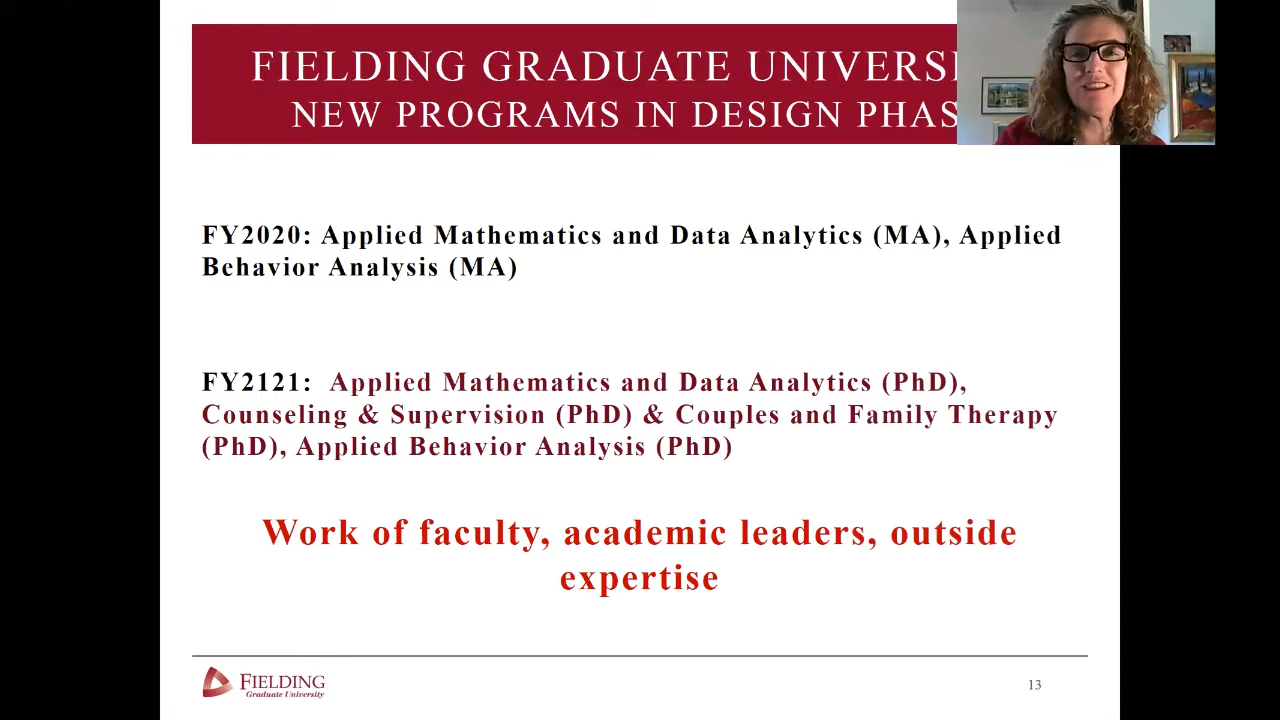 FIELDING GRADUATE UNIVERSI
NEW PROGRAMS IN DESIGN PHAS
FY2020: Applied Mathematics and Data Analytics (MA), Applied
Behavior Analysis (MA)
FY2121: Applied Mathematics and Data Analytics (PhD),
Counseling & Supervision (PhD) & Couples and Family Therapy
(PhD), Applied Behavior Analysis (PhD)
Work of faculty, academic leaders, outside
expertise
FIELDING
Graduate University
13